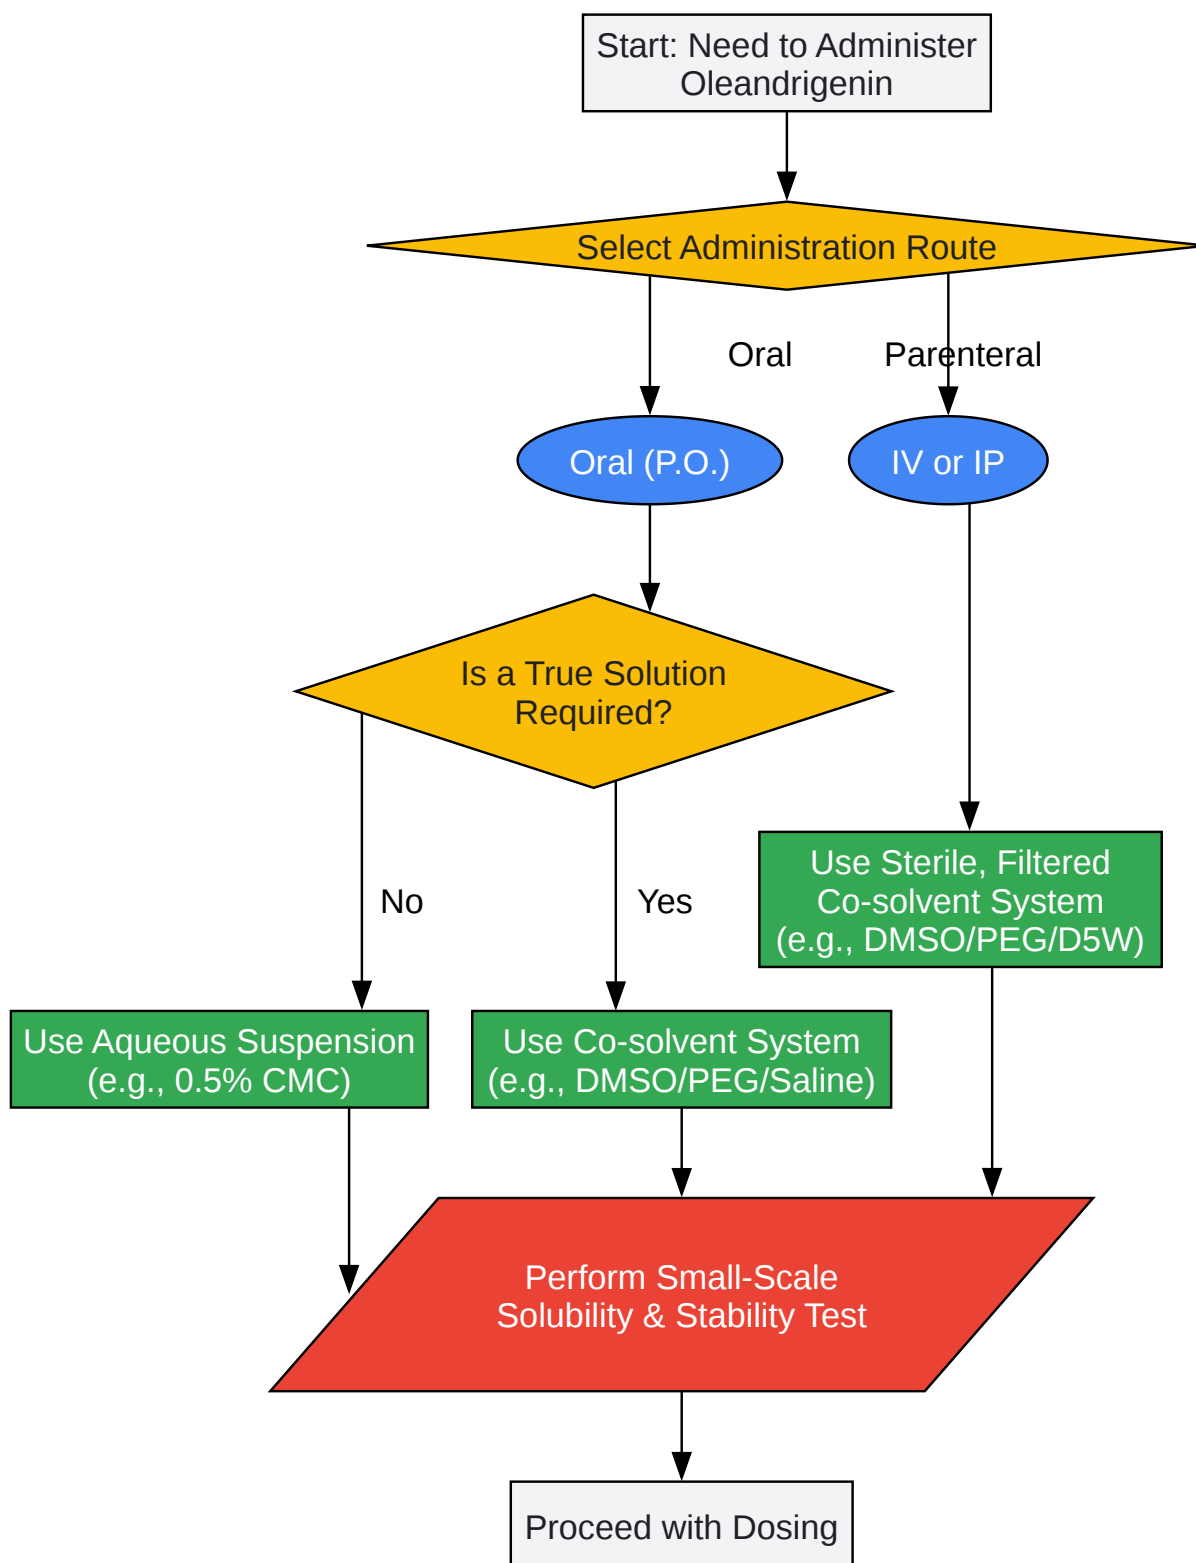 Start: Need to Administer
Oleandrigenin
Select Administration Route
Oral
Parenteral
Oral (P.O.)
IV or IP
Is a True Solution
Required?
Use Sterile, Filtered
Co-solvent System
(e.g., DMSO/PEG/D5W)
No
Yes
Use Aqueous Suspension
(e.g., 0.5% CMC)
Use Co-solvent System
(e.g., DMSO/PEG/Saline)
Perform Small-Scale
Solubility & Stability Test
Proceed with Dosing